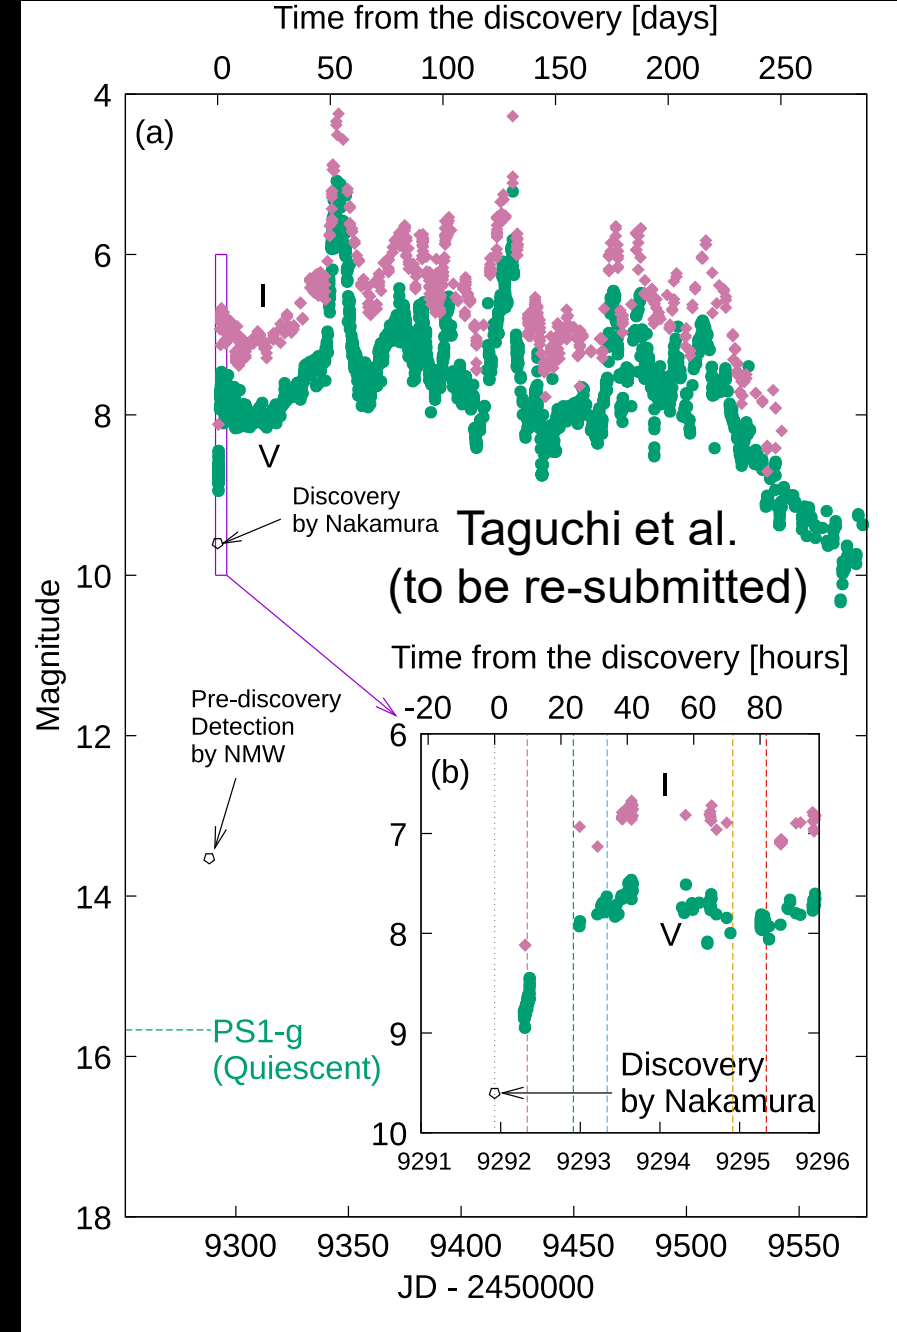 Time from the discovery [days]
0 50 100 150 200 250
4
(a)
6
I
8
V
Discovery
by Nakamura
Taguchi et al.
(to be re-submitted)
10
Magnitude
Time from the discovery [hours]
-20 0 20 40 60 80
Pre-discovery
Detection
by NMW
12
6
(b)
I
7
14
8
V
PS1-g
(Quiescent)
16
9
Discovery
by Nakamura
10
9291 9292 9293 9294 9295 9296
18
9300 9350 9400 9450 9500 9550
JD - 2450000